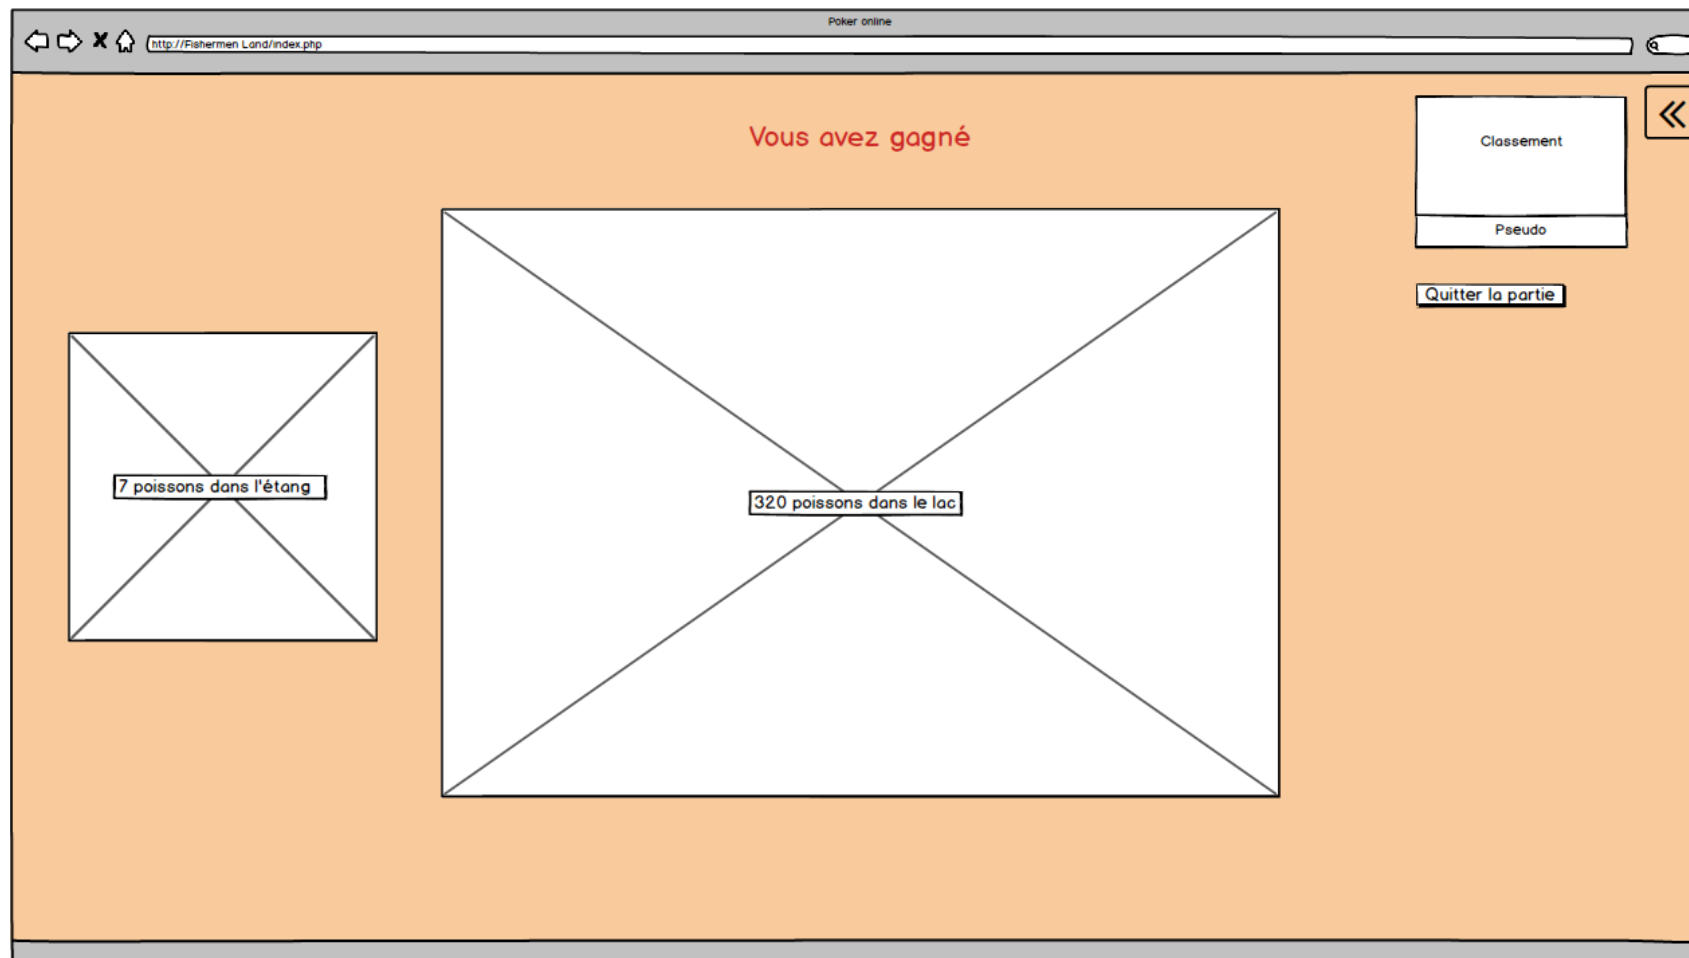 Poker online
http://Fishermen Land/index.php
Vous avez gagné
Classement
Pseudo
Quitter la partie
7 poissons dans l'étang
320 poissons dans le lac